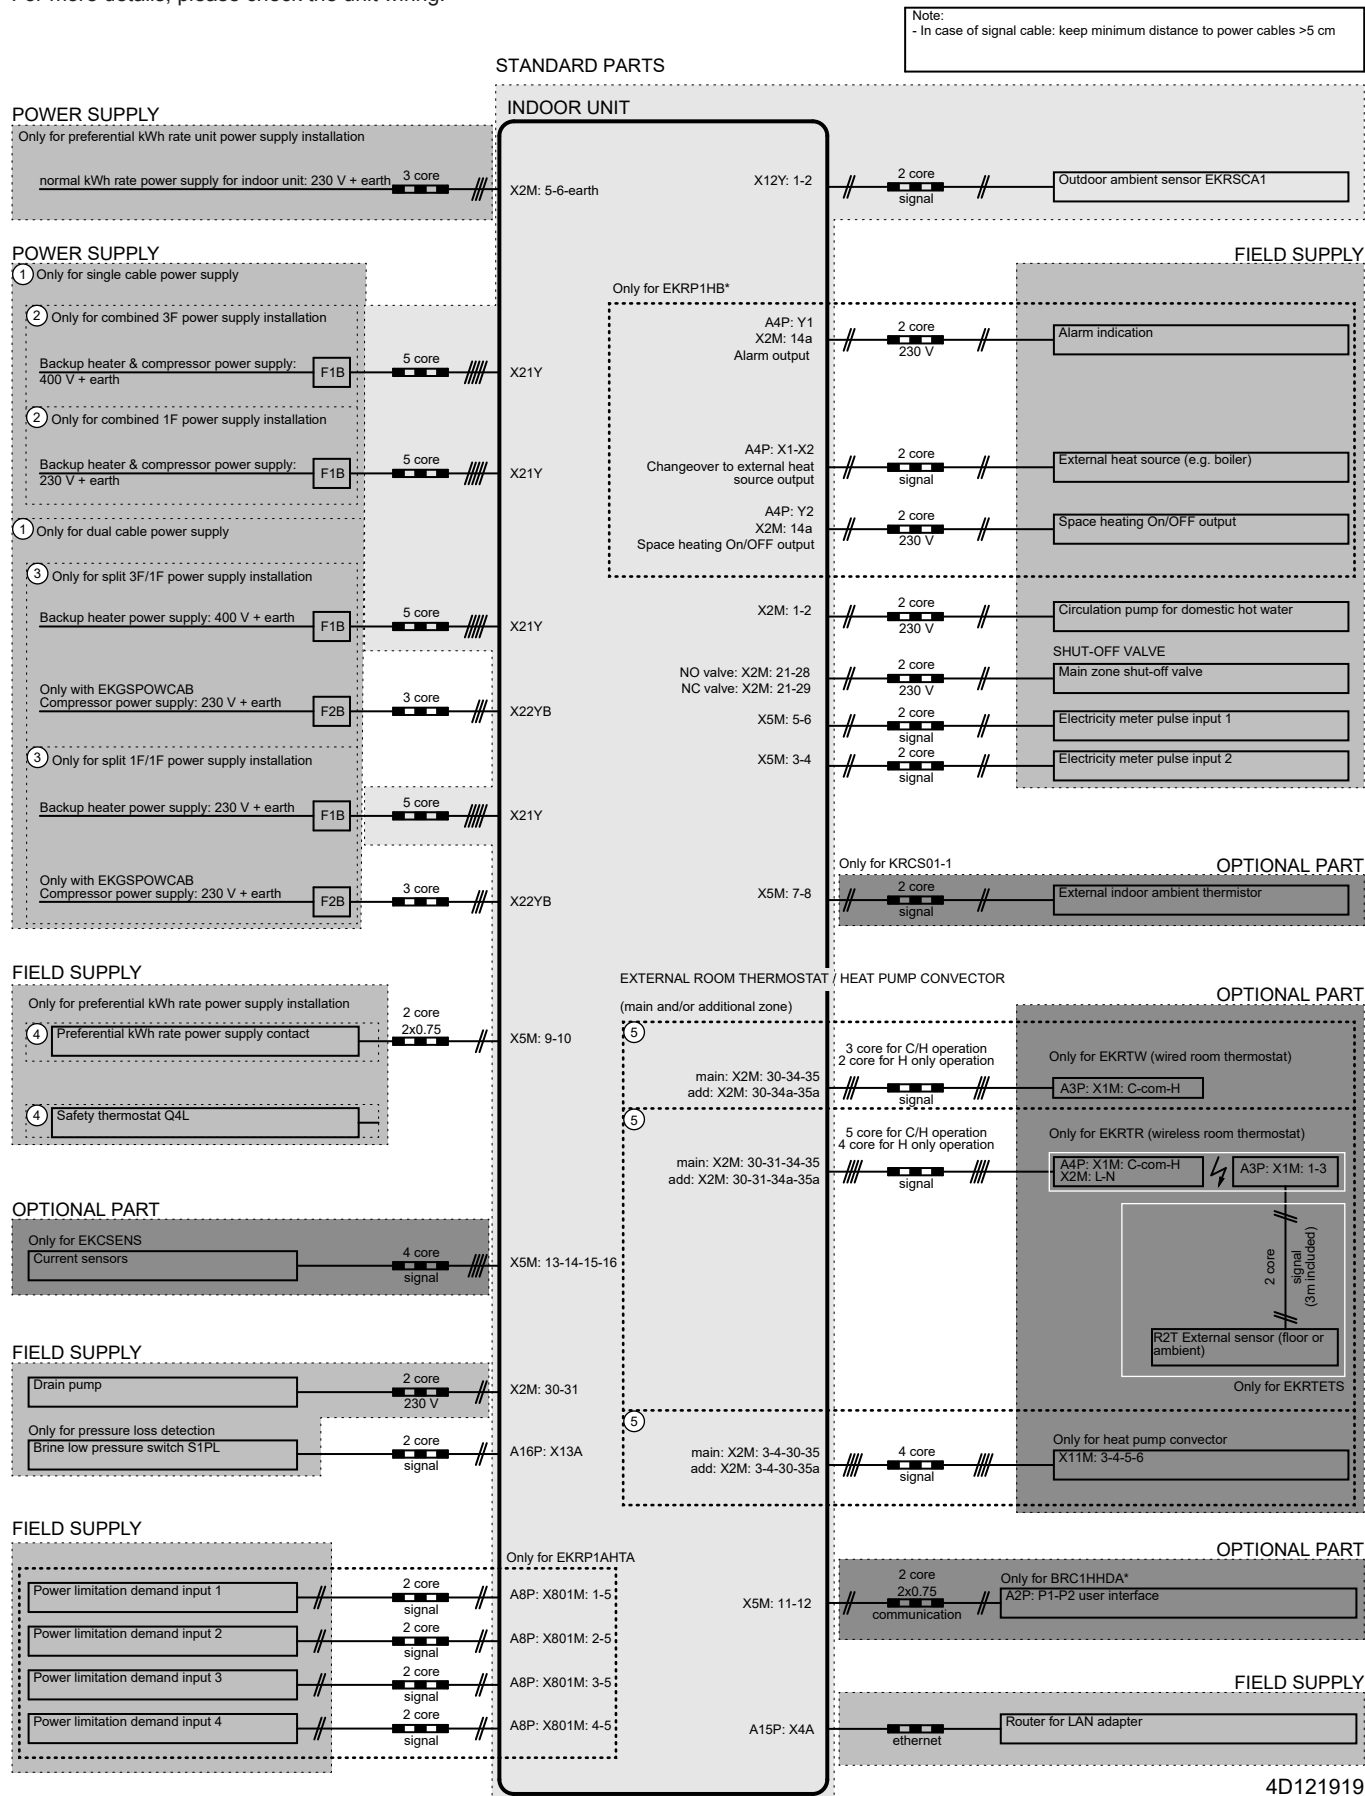 For more details, please check the unit wiring.
Note:
- In case of signal cable: keep minimum distance to power cables >5 cm
STANDARD PARTS
POWER SUPPLY
Only for preferential kWh rate unit power supply installation
normal kWh rate power supply for indoor unit: 230 V + earth
3 core
INDOOR UNIT
X2M: 5-6-earth
X12Y: 1-2
2 core
signal
Outdoor ambient sensor EKRSCA1
POWER SUPPLY
1 Only for single cable power supply
2 Only for combined 3F power supply installation
Backup heater & compressor power supply:
400 V + earth
F1B
5 core
X21Y
2 Only for combined 1F power supply installation
Backup heater & compressor power supply:
230 V + earth
F1B
5 core
X21Y
1 Only for dual cable power supply
3 Only for split 3F/1F power supply installation
Backup heater power supply: 400 V + earth
F1B
5 core
X21Y
Only with EKGSPOWCAB
Compressor power supply: 230 V + earth
F2B
3 core
X22YB
3 Only for split 1F/1F power supply installation
Backup heater power supply: 230 V + earth
F1B
5 core
X21Y
Only with EKGSPOWCAB
Compressor power supply: 230 V + earth
F2B
3 core
X22YB
FIELD SUPPLY
Only for EKRP1HB*
A4P: Y1
X2M: 14a
Alarm output
2 core
230 V
Alarm indication
A4P: X1-X2
Changeover to external heat
source output
2 core
signal
External heat source (e.g. boiler)
A4P: Y2
X2M: 14a
Space heating On/OFF output
2 core
230 V
Space heating On/OFF output
X2M: 1-2
2 core
230 V
Circulation pump for domestic hot water
SHUT-OFF VALVE
NO valve: X2M: 21-28
NC valve: X2M: 21-29
2 core
230 V
Main zone shut-off valve
X5M: 5-6
2 core
signal
Electricity meter pulse input 1
X5M: 3-4
2 core
signal
Electricity meter pulse input 2
Only for KRCS01-1
OPTIONAL PART
X5M: 7-8
2 core
signal
External indoor ambient thermistor
FIELD SUPPLY
Only for preferential kWh rate power supply installation
4 Preferential kWh rate power supply contact
2 core
2x0.75
X5M: 9-10
4 Safety thermostat Q4L
EXTERNAL ROOM THERMOSTAT / HEAT PUMP CONVECTOR
(main and/or additional zone)
OPTIONAL PART
5
main: X2M: 30-34-35
add: X2M: 30-34a-35a
3 core for C/H operation
2 core for H only operation
signal
Only for EKRTW (wired room thermostat)
A3P: X1M: C-com-H
5
main: X2M: 30-31-34-35
add: X2M: 30-31-34a-35a
5 core for C/H operation
4 core for H only operation
signal
Only for EKRTR (wireless room thermostat)
A4P: X1M: C-com-H
X2M: L-N
A3P: X1M: 1-3
2 core
signal
(3m included)
R2T External sensor (floor or
ambient)
Only for EKRTETS
5
main: X2M: 3-4-30-35
add: X2M: 3-4-30-35a
4 core
signal
Only for heat pump convector
X11M: 3-4-5-6
OPTIONAL PART
Only for EKCSENS
Current sensors
4 core
signal
X5M: 13-14-15-16
FIELD SUPPLY
Drain pump
2 core
230 V
X2M: 30-31
Only for pressure loss detection
Brine low pressure switch S1PL
2 core
signal
A16P: X13A
FIELD SUPPLY
Only for EKRP1AHTA
Power limitation demand input 1
2 core
signal
A8P: X801M: 1-5
Power limitation demand input 2
2 core
signal
A8P: X801M: 2-5
Power limitation demand input 3
2 core
signal
A8P: X801M: 3-5
Power limitation demand input 4
2 core
signal
A8P: X801M: 4-5
OPTIONAL PART
X5M: 11-12
2 core
2x0.75
communication
Only for BRC1HHDA*
A2P: P1-P2 user interface
FIELD SUPPLY
A15P: X4A
ethernet
Router for LAN adapter
4D121919